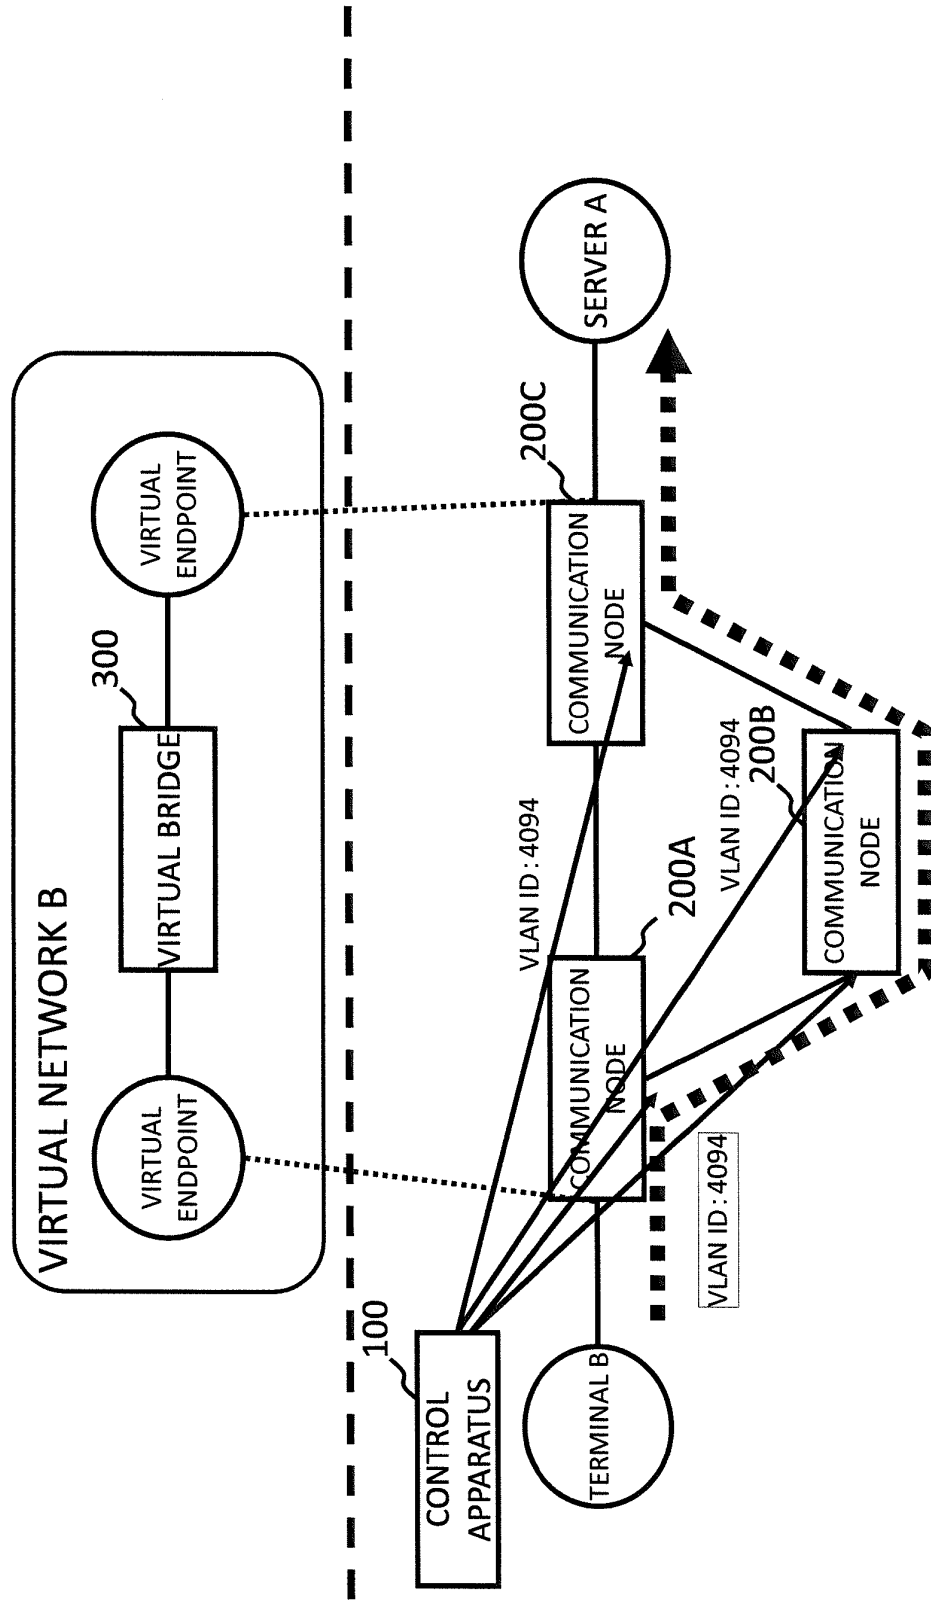 VIRTUAL NETWORK B
VIRTUAL
ENDPOINT
300
VIRTUAL BRIDGE
VIRTUAL
ENDPOINT
100
CONTROL
APPARATUS
VLAN ID:4094
200C
TERMINAL B
COMMUNICATION
NODE
COMMUNICATION
NODE
SERVER A
200A
VLAN ID:4094
VLAN ID:4094
200B
COMMUNICATION
NODE